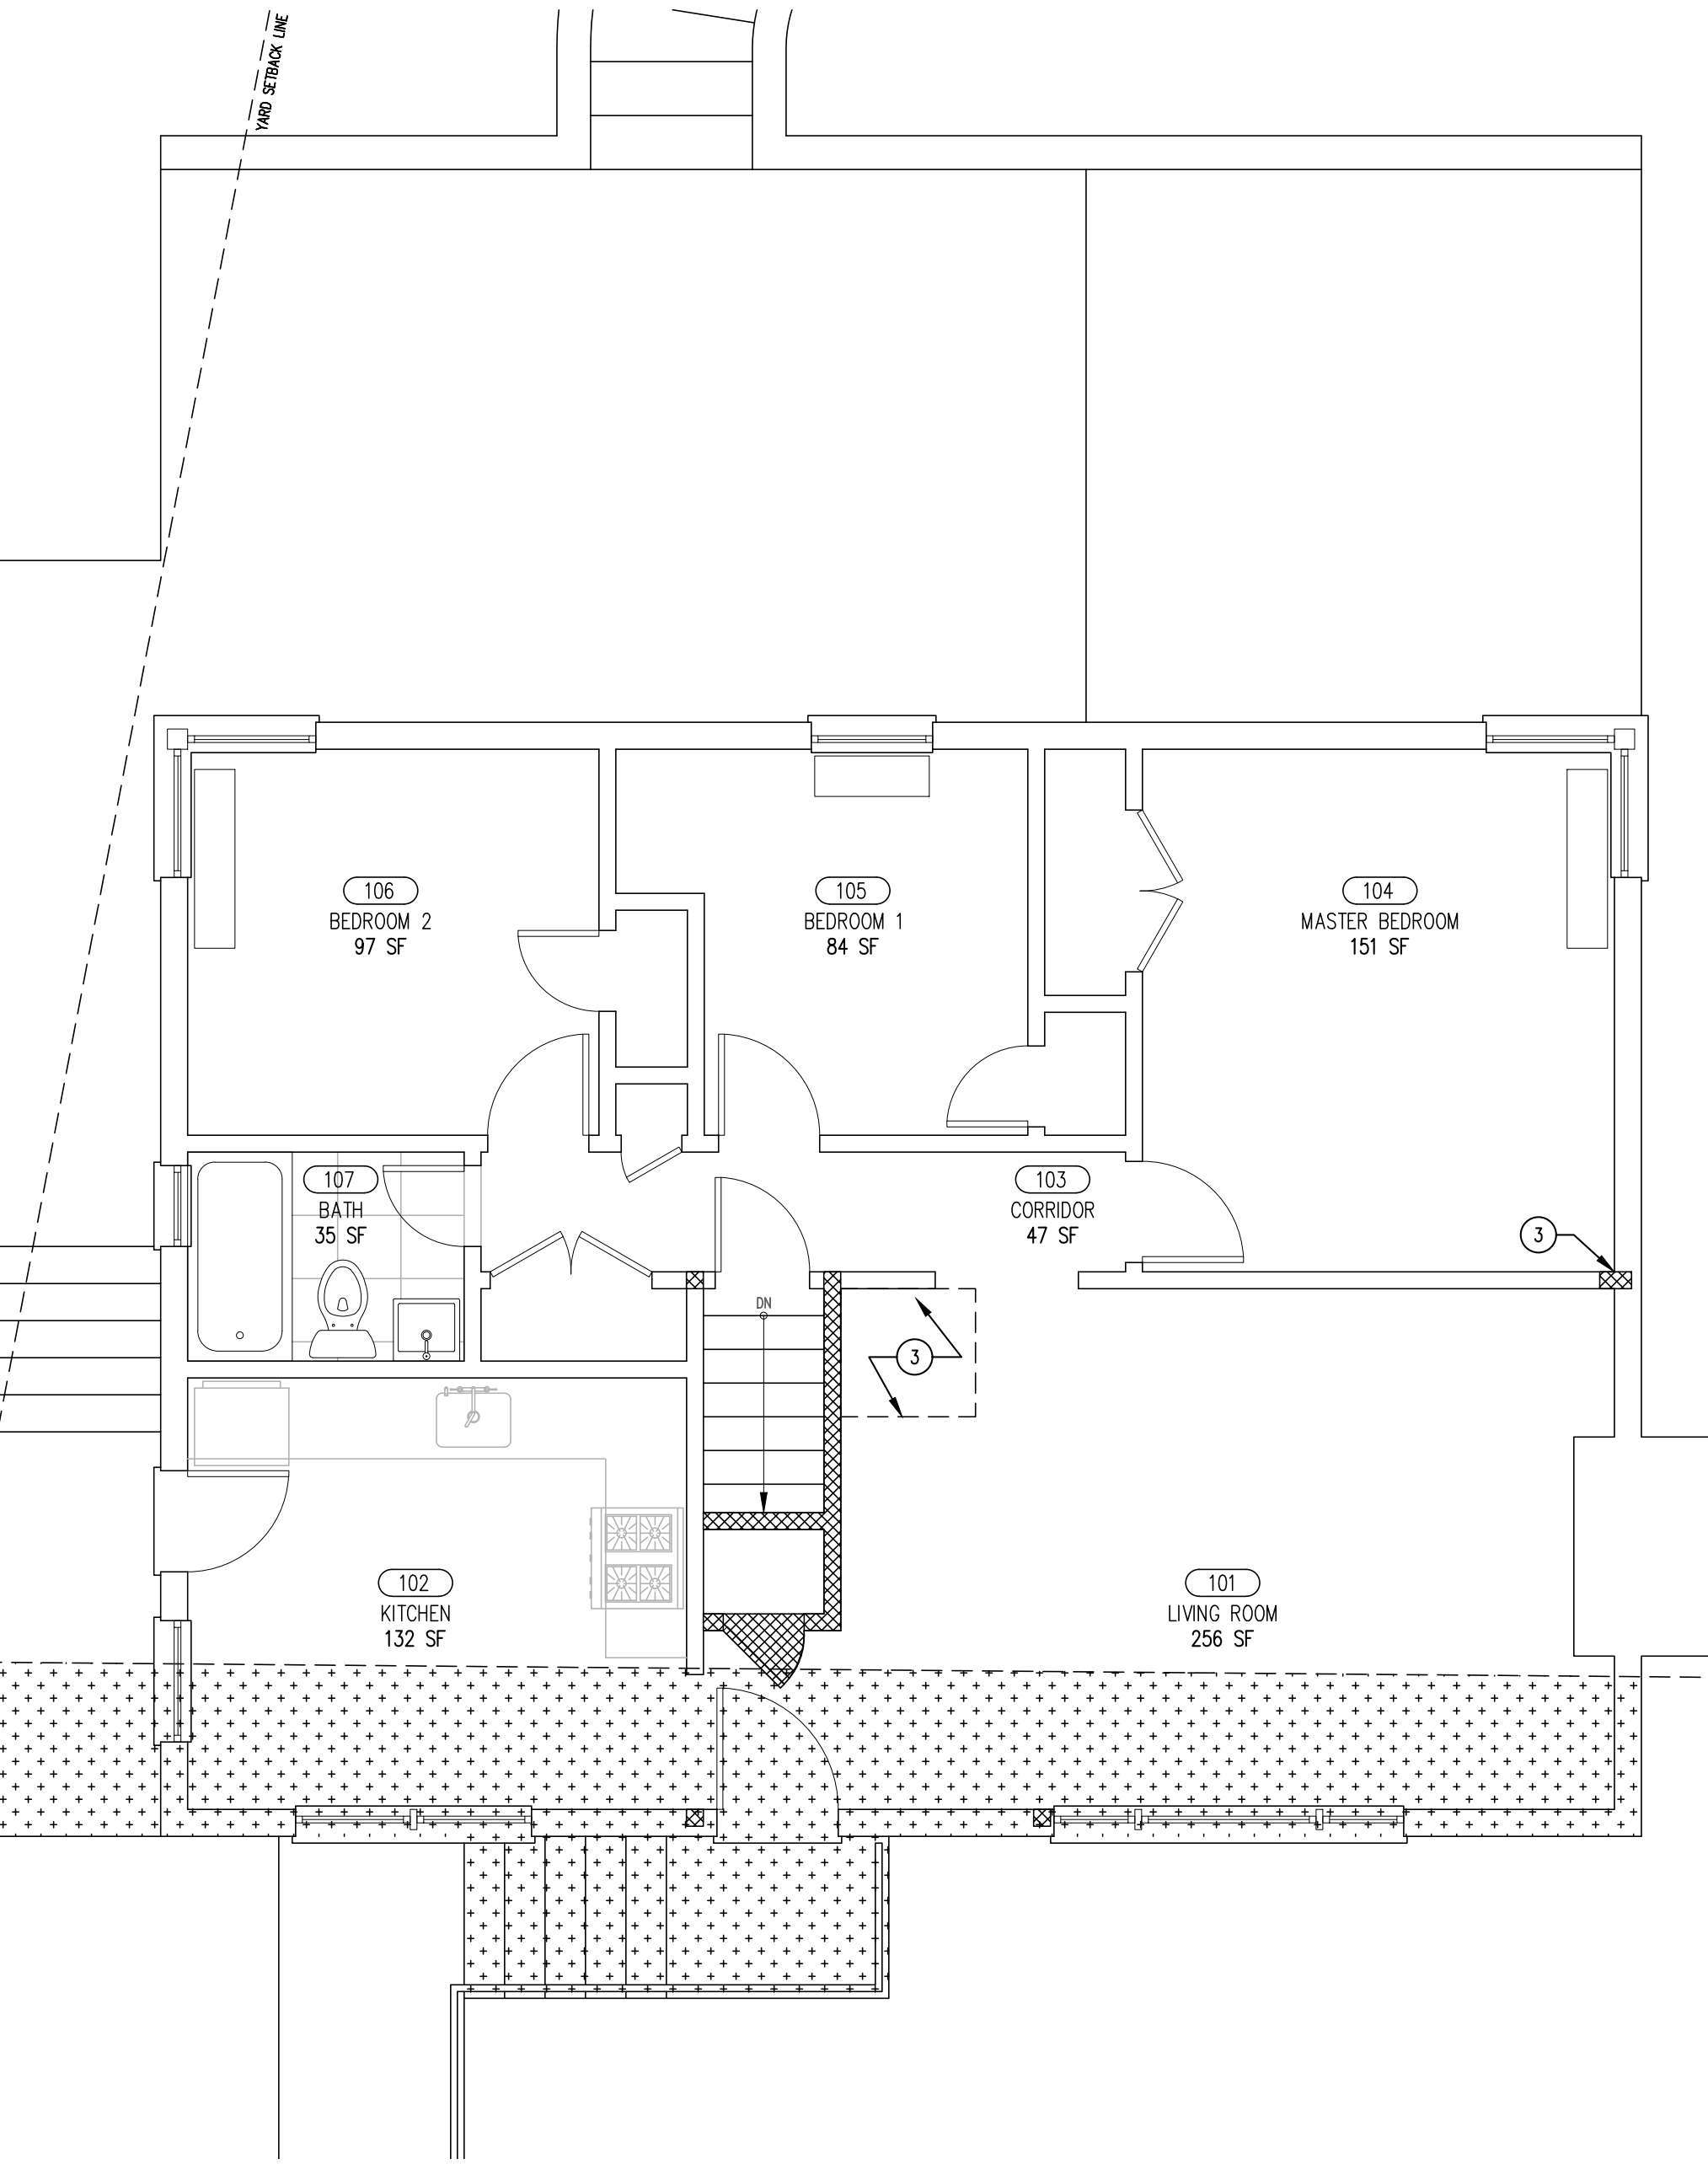 YARD SETBACK LINE
106
BEDROOM 2
97 SF
105
BEDROOM 1
84 SF
104
MASTER BEDROOM
151 SF
107
BATH
35 SF
103
CORRIDOR
47 SF
3
DN
3
102
KITCHEN
132 SF
101
LIVING ROOM
256 SF